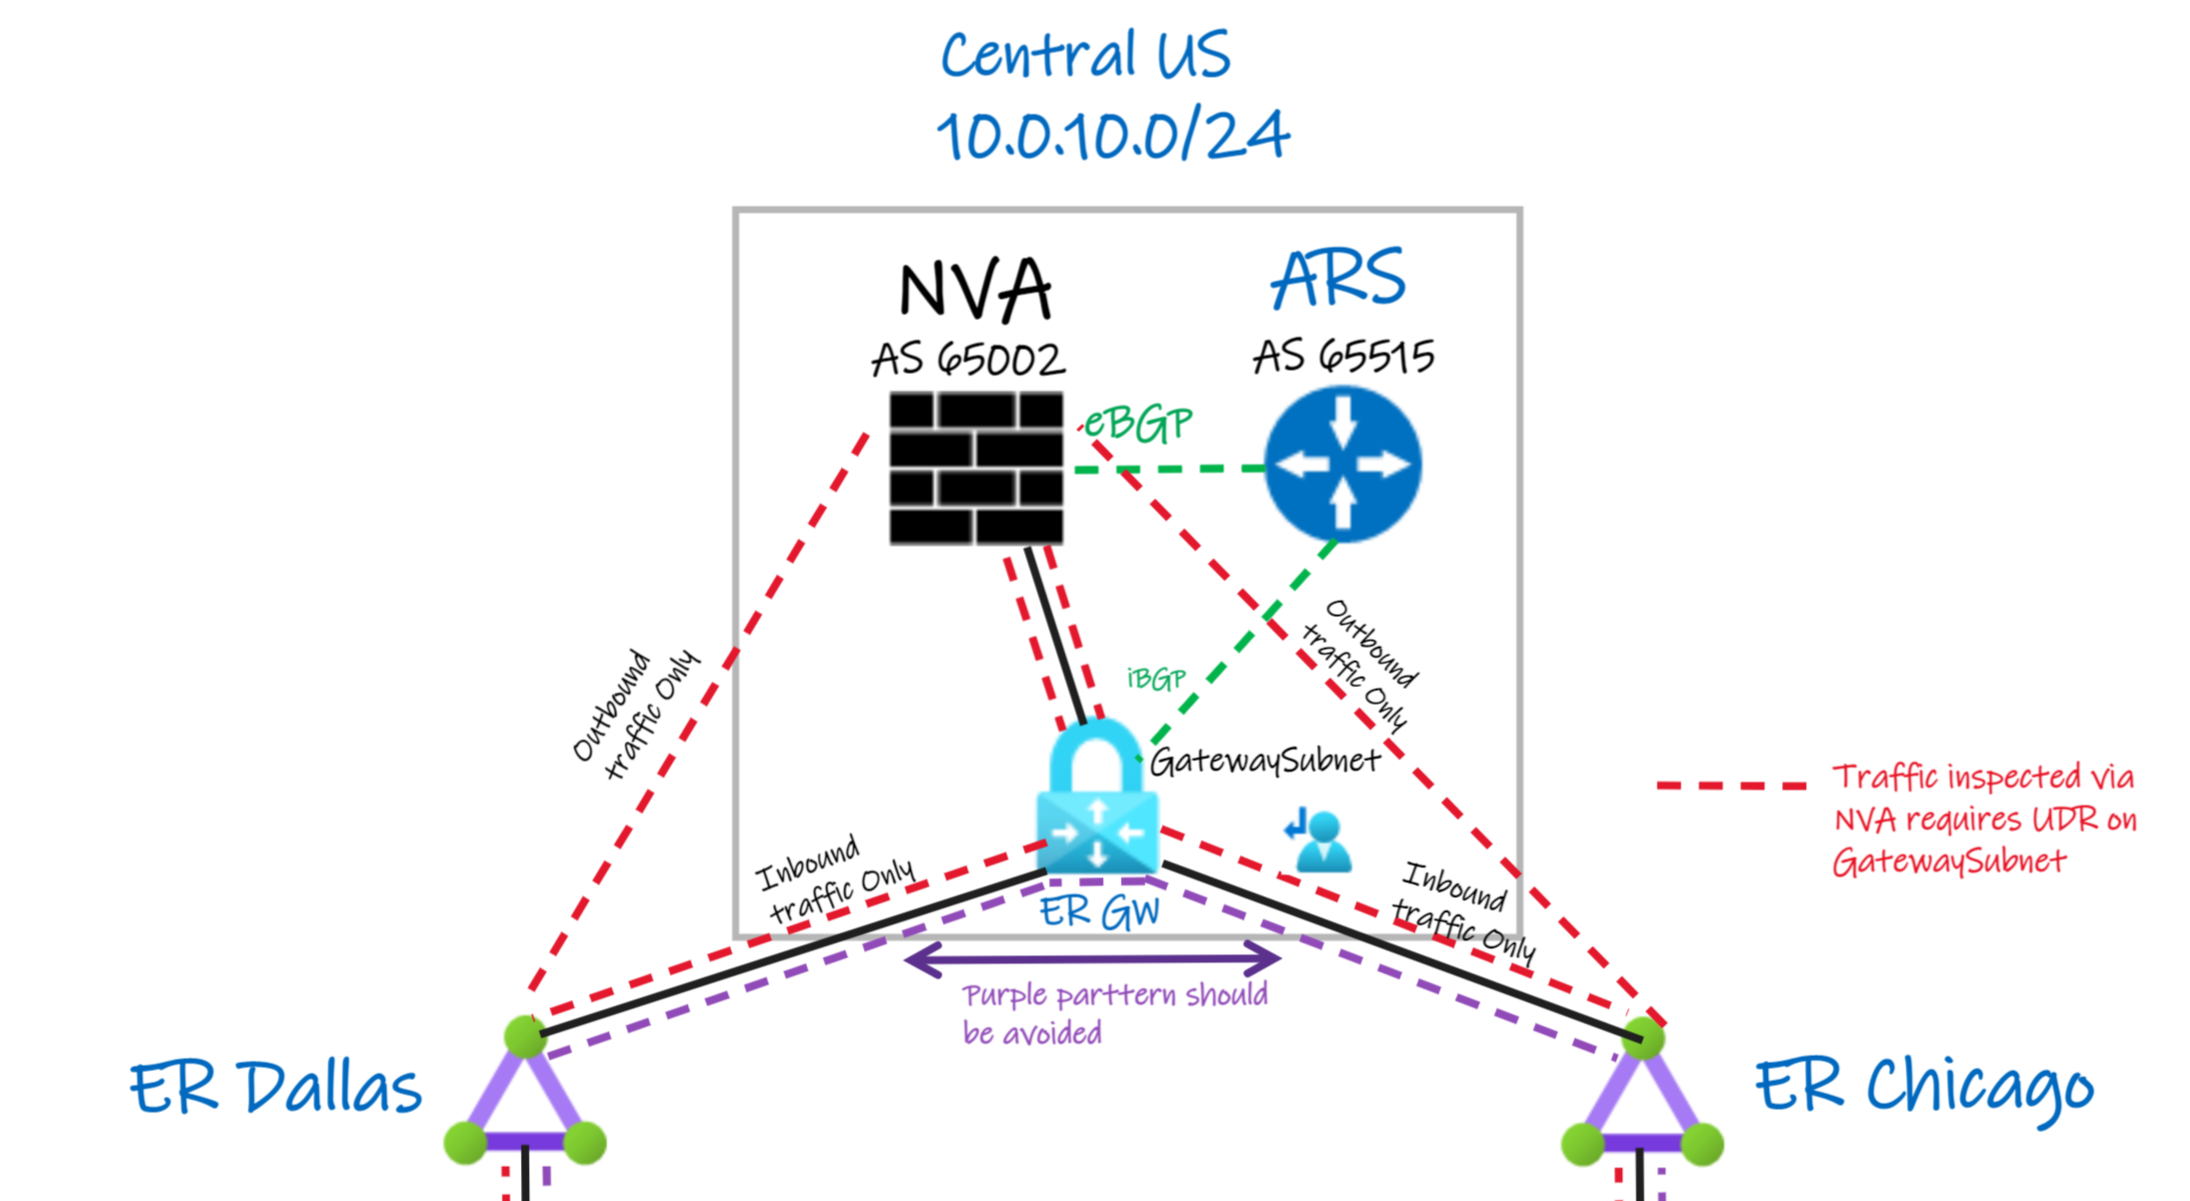 Central US
10.0.10.0/24
NVA
ARS
AS 65002
AS 65515
eBGP
Outbound
traffic Only
Outbound
traffic Only
iBGP
GatewaySubnet
Traffic inspected via
NVA requires UDR on
GatewaySubnet
Inbound
traffic Only
Inbound
traffic Only
ER GW
Purple parttern should
be avoided
ER Dallas
ER Chicago